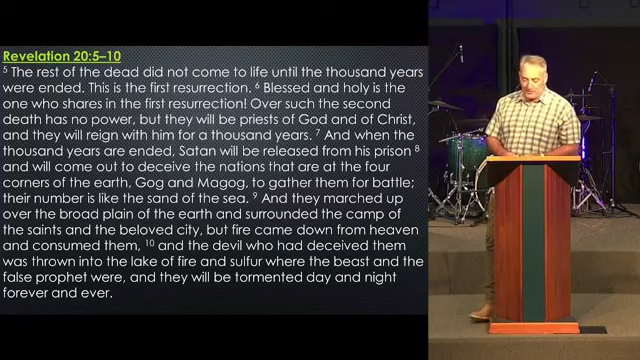 Revelation 20:5–10
5 The rest of the dead did not come to life until the thousand years
were ended. This is the first resurrection. 6 Blessed and holy is the
one who shares in the first resurrection! Over such the second
death has no power, but they will be priests of God and of Christ,
and they will reign with him for a thousand years. 7 And when the
thousand years are ended, Satan will be released from his prison 8
and will come out to deceive the nations that are at the four
corners of the earth, Gog and Magog, to gather them for battle;
their number is like the sand of the sea. 9 And they marched up
over the broad plain of the earth and surrounded the camp of
the saints and the beloved city, but fire came down from heaven
and consumed them, 10 and the devil who had deceived them
was thrown into the lake of fire and sulfur where the beast and the
false prophet were, and they will be tormented day and night
forever and ever.